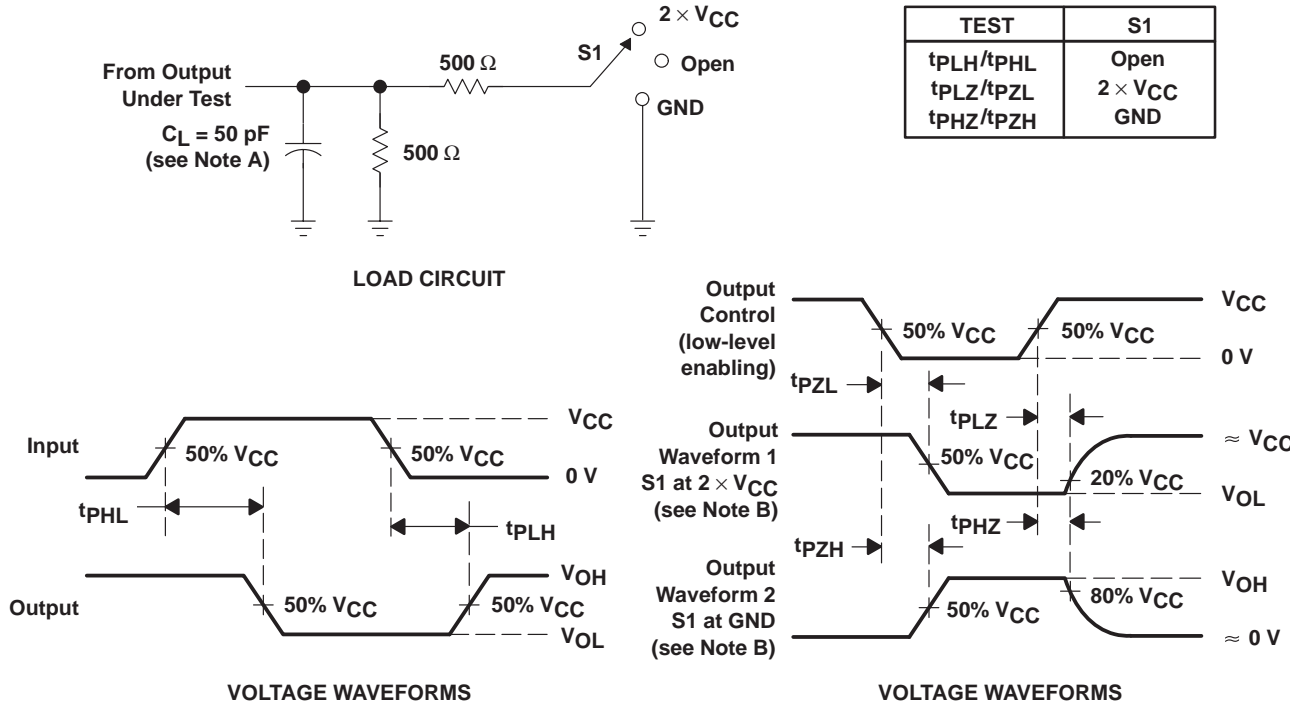 2 × VCC
S1
Open
GND
500 Ω
From Output
Under Test
CL = 50 pF
(see Note A)
500 Ω
LOAD CIRCUIT
TEST S1
tPLH/tPHL Open
tPLZ/tPZL 2 × VCC
tPHZ/tPZH GND
Input
VCC
50% VCC
50% VCC
0 V
tPHL
tPLH
Output
VOH
50% VCC
50% VCC
VOL
VOLTAGE WAVEFORMS
Output
Control
(low-level
enabling)
VCC
50% VCC
50% VCC
0 V
tPZL
tPLZ
Output
Waveform 1
S1 at 2 × VCC
(see Note B)
≈ VCC
50% VCC
20% VCC
VOL
tPHZ
tPZH
Output
Waveform 2
S1 at GND
(see Note B)
VOH
50% VCC
80% VCC
≈ 0 V
VOLTAGE WAVEFORMS